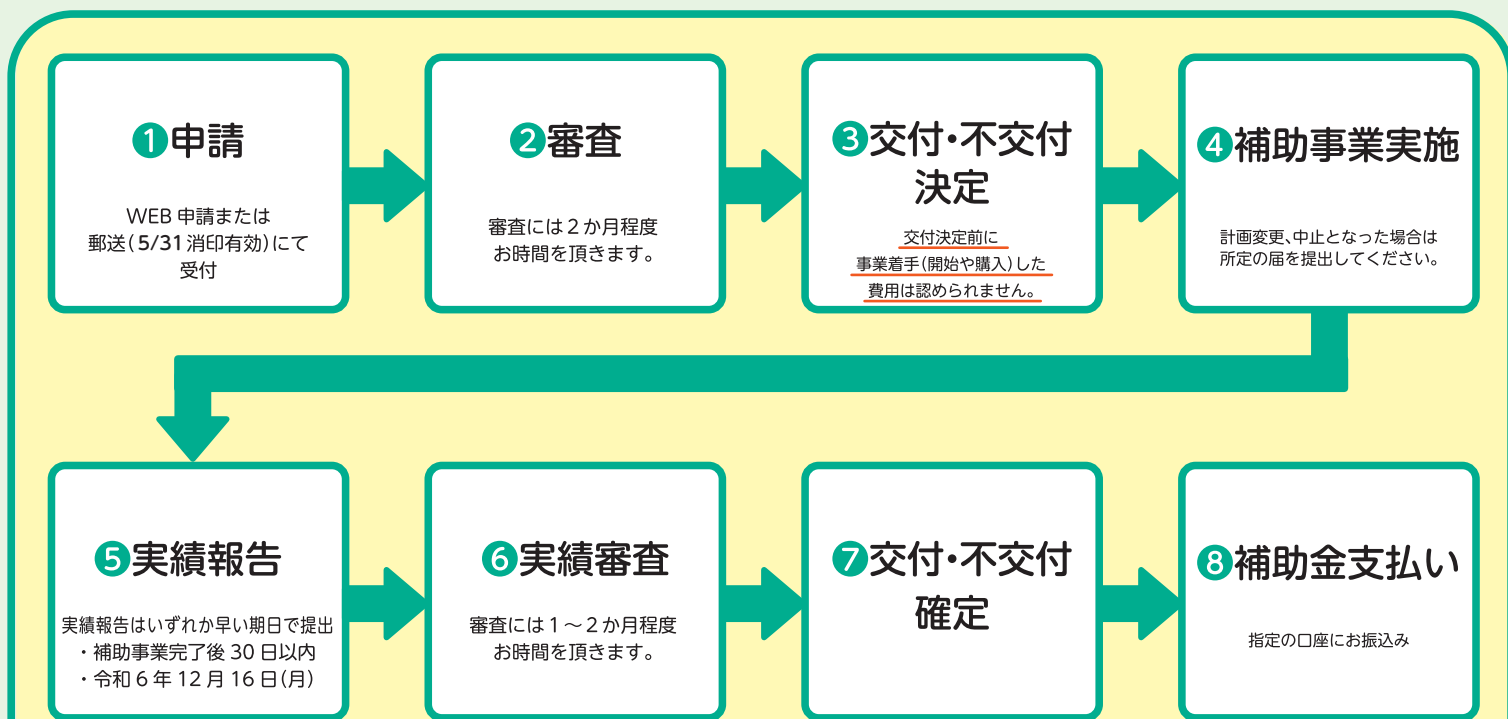 ❶申請
WEB 申請または
郵送(5/31 消印有効)にて
受付
❷審査
審査には2か月程度
お時間を頂きます。
❸交付・不交付
決定
交付決定前に
事業着手(開始や購入)した
費用は認められません。
❹補助事業実施
計画変更、中止となった場合は
所定の届を提出してください。
❺実績報告
実績報告はいずれか早い期日で提出
・補助事業完了後 30 日以内
・令和 6 年 12 月 16 日(月)
❻実績審査
審査には1～2か月程度
お時間を頂きます。
❼交付・不交付
確定
❽補助金支払い
指定の口座にお振込み